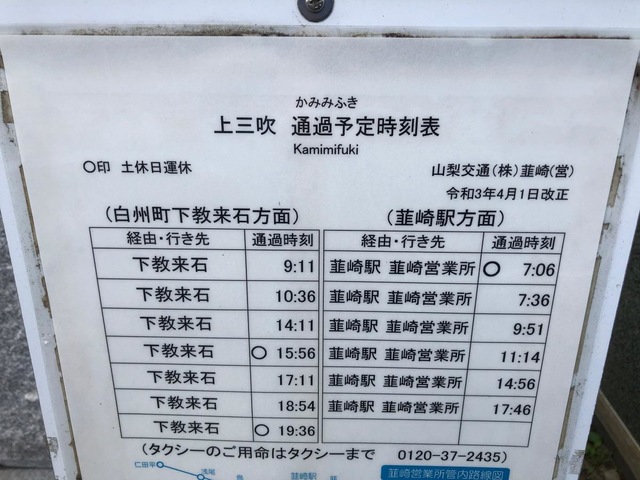 かみみふき
上三吹 通過予定時刻表
Kamimifuki
〇印 土休日運休
山梨交通(株)韮崎(営)
令和3年4月1日改正
(白州町下教来石方面)
経由・行き先 通過時刻
下教来石 9:11
下教来石 10:36
下教来石 14:11
下教来石 〇 15:56
下教来石 17:11
下教来石 18:54
下教来石 〇 19:36
(韮崎駅方面)
経由・行き先 通過時刻
韮崎駅 韮崎営業所 〇 7:06
韮崎駅 韮崎営業所 7:36
韮崎駅 韮崎営業所 9:51
韮崎駅 韮崎営業所 11:14
韮崎駅 韮崎営業所 14:56
韮崎駅 韮崎営業所 17:46
(タクシーのご用命はタクシーまで 0120-37-2435)
仁田平
浅尾
韮崎駅
韮崎営業所管内路線図